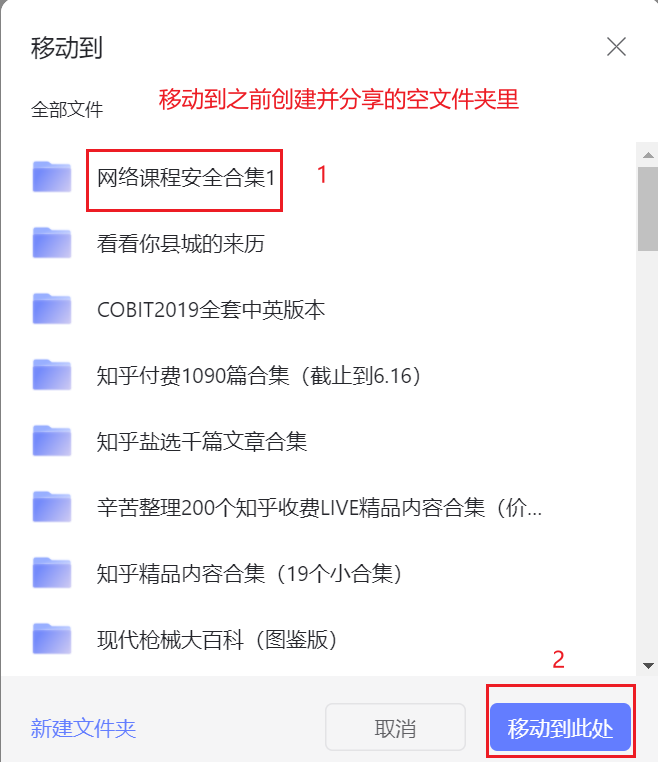 移动到
全部文件
移动到之前创建并分享的空文件夹里
网络课程安全合集1
1
看看你县城的来历
COBIT2019全套中英版本
知乎付费1090篇合集（截止到6.16）
知乎盐选千篇文章合集
辛苦整理200个知乎收费LIVE精品内容合集（价...
知乎精品内容合集（19个小合集）
现代枪械大百科（图鉴版）
2
新建文件夹
取消
移动到此处